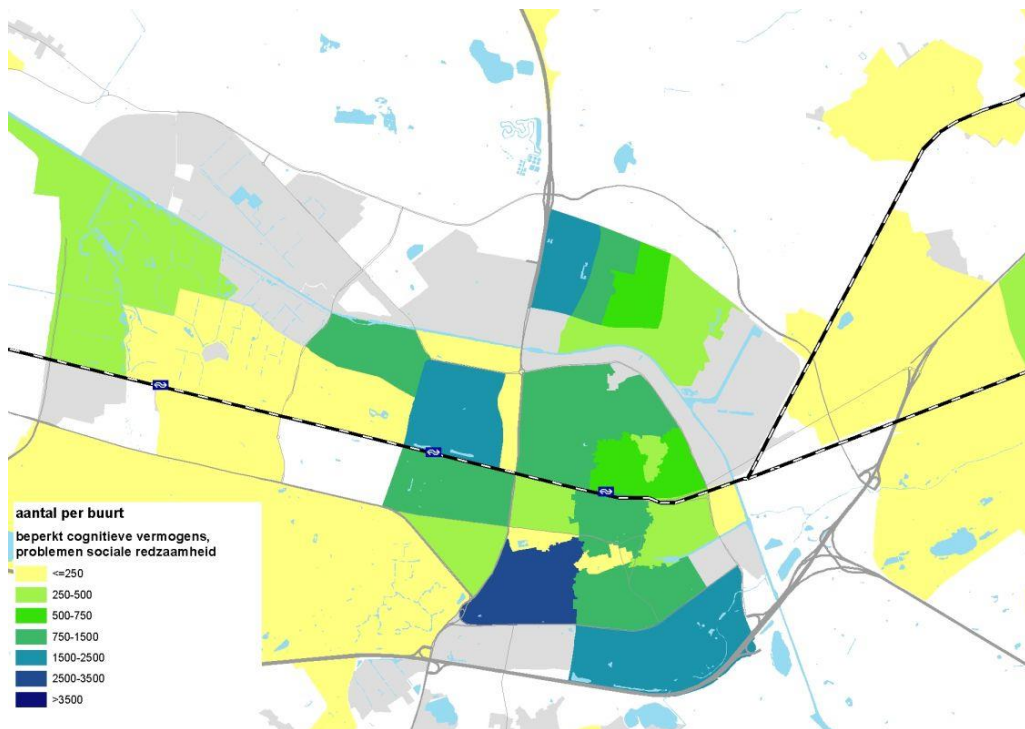 aantal per buurt
beperkt cognitieve vermogens,
problemen sociale redzaamheid
<=250
250-500
500-750
750-1500
1500-2500
2500-3500
>3500